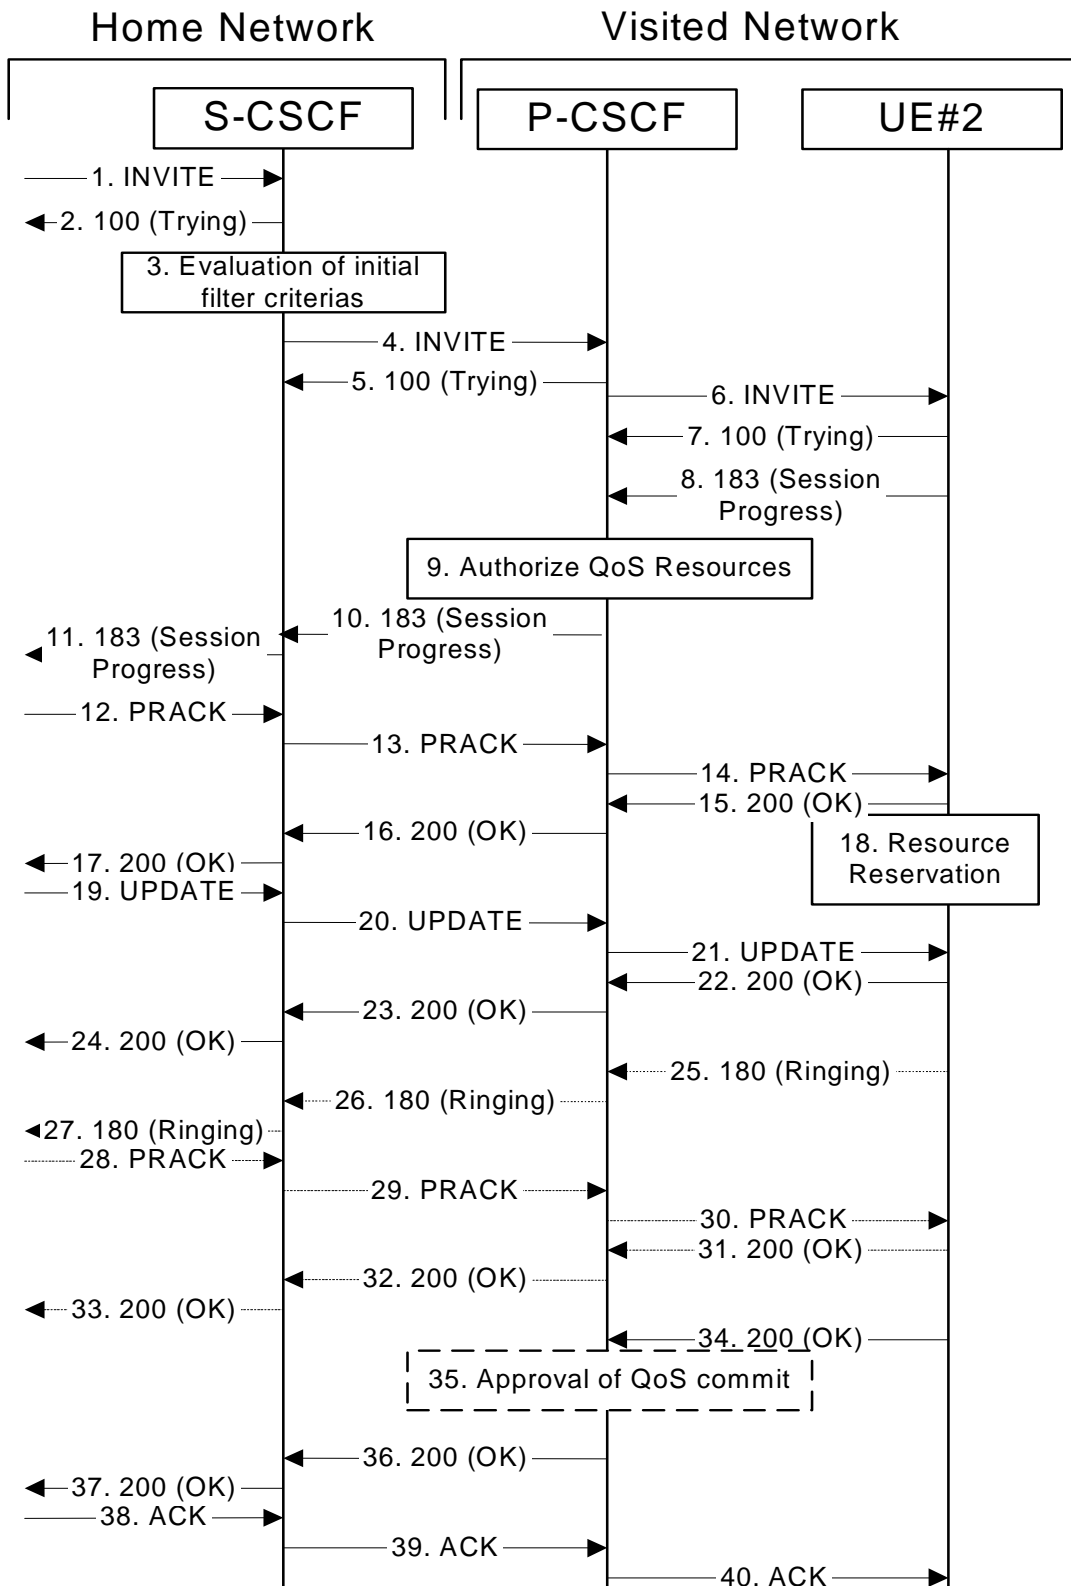 Home Network
Visited Network
S-CSCF
P-CSCF
UE#2
1. INVITE
2. 100 (Trying)
3. Evaluation of initial
filter criterias
4. INVITE
5. 100 (Trying)
6. INVITE
7. 100 (Trying)
8. 183 (Session
Progress)
9. Authorize QoS Resources
10. 183 (Session
Progress)
11. 183 (Session
Progress)
12. PRACK
13. PRACK
14. PRACK
15. 200 (OK)
16. 200 (OK)
17. 200 (OK)
18. Resource
Reservation
19. UPDATE
20. UPDATE
21. UPDATE
22. 200 (OK)
23. 200 (OK)
24. 200 (OK)
25. 180 (Ringing)
26. 180 (Ringing)
27. 180 (Ringing)
28. PRACK
29. PRACK
30. PRACK
31. 200 (OK)
32. 200 (OK)
33. 200 (OK)
34. 200 (OK)
35. Approval of QoS commit
36. 200 (OK)
37. 200 (OK)
38. ACK
39. ACK
40. ACK